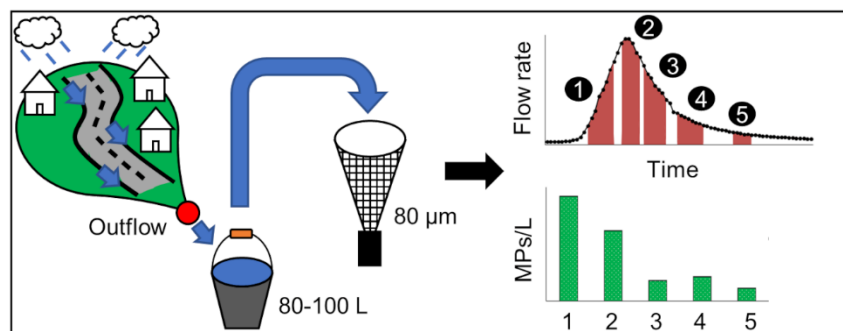 Outflow
80-100 L
80 µm
Flow rate
1
2
3
4
5
Time
MPs/L
1 2 3 4 5